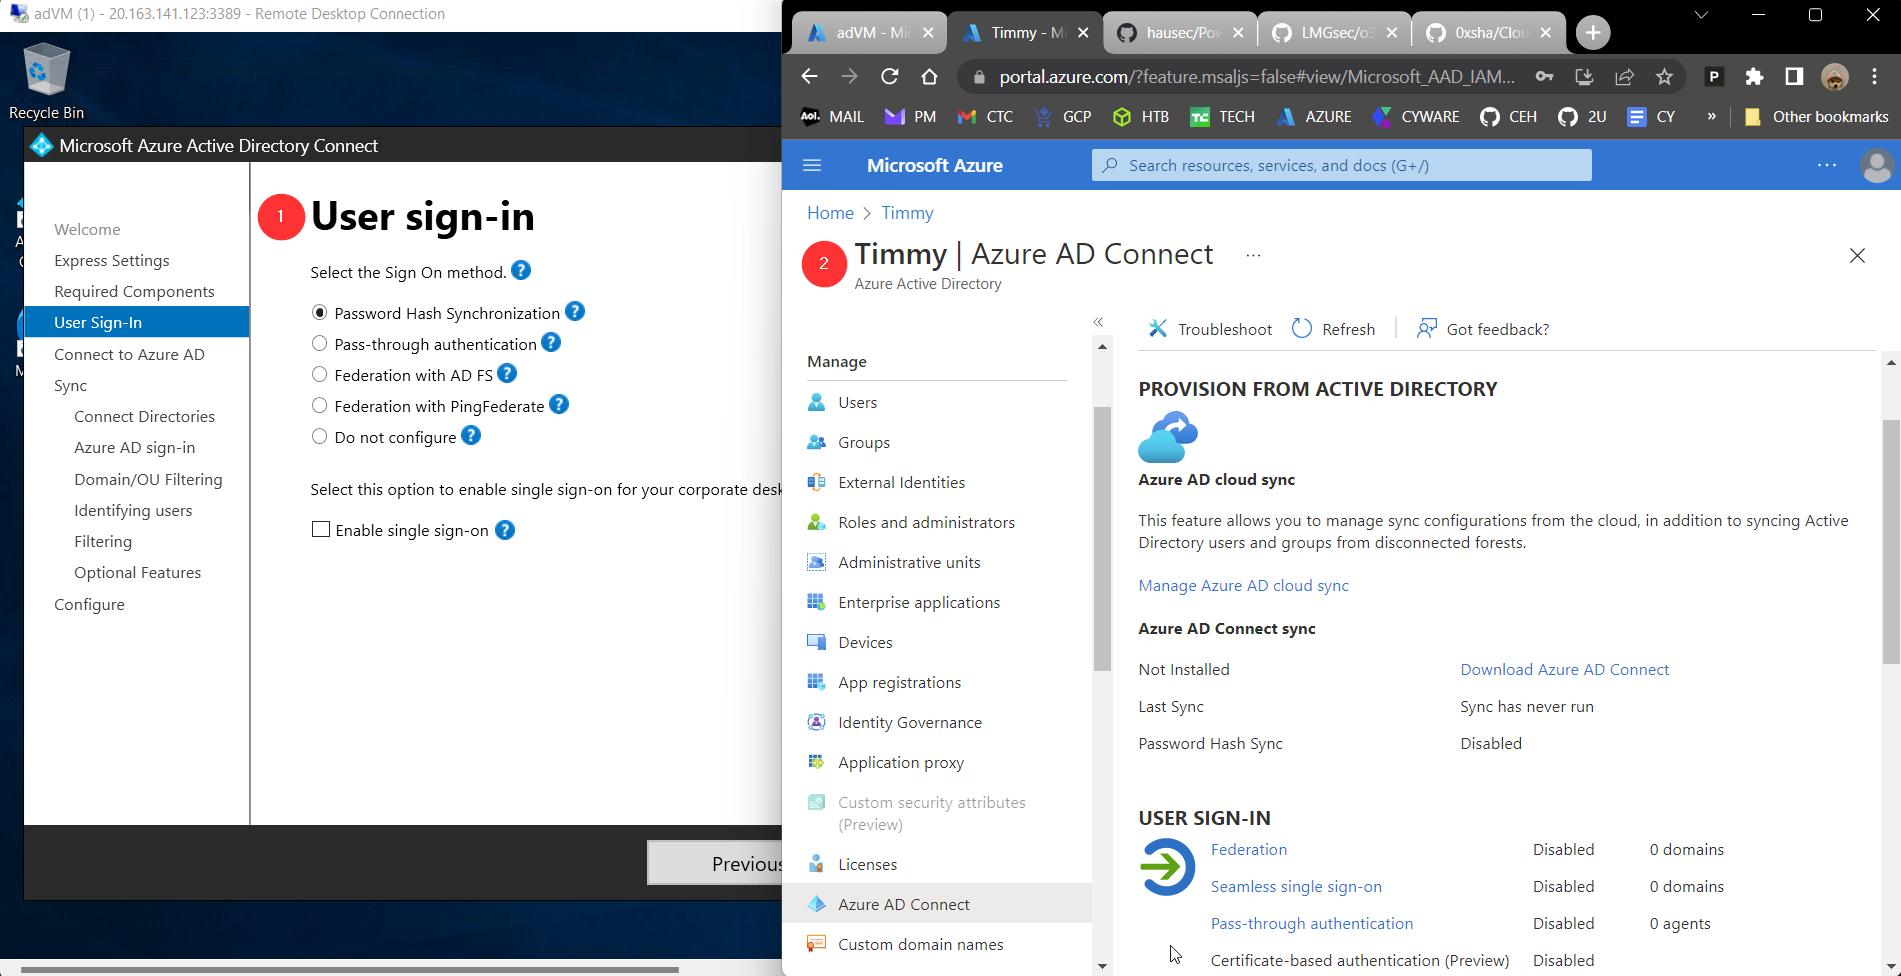 adVM (1) - 20.163.141.123:3389 - Remote Desktop Connection
Recycle Bin
Microsoft Azure Active Directory Connect
Welcome
Express Settings
Required Components
User Sign-In
Connect to Azure AD
Sync
Connect Directories
Azure AD sign-in
Domain/OU Filtering
Identifying users
Filtering
Optional Features
Configure
1
User sign-in
Select the Sign On method. ?
Password Hash Synchronization ?
Pass-through authentication ?
Federation with AD FS ?
Federation with PingFederate ?
Do not configure ?
Select this option to enable single sign-on for your corporate desk
Enable single sign-on ?
Previous
adVM - Mic
Timmy - Mi
hausec/Pow
LMGsec/o3
0xsha/Clou
portal.azure.com/?feature.msaljs=false#view/Microsoft_AAD_IAM...
P
Aol. MAIL
PM
CTC
GCP
HTB
TC TECH
AZURE
CYWARE
CEH
2U
CY
»
Other bookmarks
Microsoft Azure
Search resources, services, and docs (G+/)
...
Home > Timmy
2
Timmy | Azure AD Connect ...
Azure Active Directory
«
Troubleshoot
Refresh
Got feedback?
Manage
Users
Groups
External Identities
Roles and administrators
Administrative units
Enterprise applications
Devices
App registrations
Identity Governance
Application proxy
Custom security attributes
(Preview)
Licenses
Azure AD Connect
Custom domain names
PROVISION FROM ACTIVE DIRECTORY
Azure AD cloud sync
This feature allows you to manage sync configurations from the cloud, in addition to syncing Active
Directory users and groups from disconnected forests.
Manage Azure AD cloud sync
Azure AD Connect sync
Not Installed Download Azure AD Connect
Last Sync Sync has never run
Password Hash Sync Disabled
USER SIGN-IN
Federation Disabled 0 domains
Seamless single sign-on Disabled 0 domains
Pass-through authentication Disabled 0 agents
Certificate-based authentication (Preview) Disabled